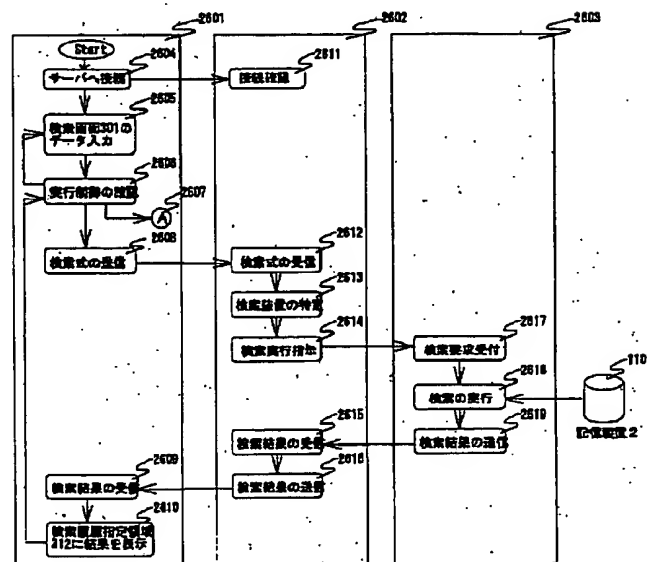 2601
2602
2603
Start
2604
サーバへ接続
2611
接続確認
2605
検索画面301の
データ入力
2606
実行制御の確認
2607
A
2608
検索式の送信
2612
検索式の受信
2613
検索装置の特定
2614
検索実行指示
2617
検索要求受付
2618
検索の実行
110
記憶装置2
2619
検索結果の送信
2615
検索結果の受信
2616
検索結果の送信
2609
検索結果の受信
2610
検索履歴指定領域
312に結果を表示